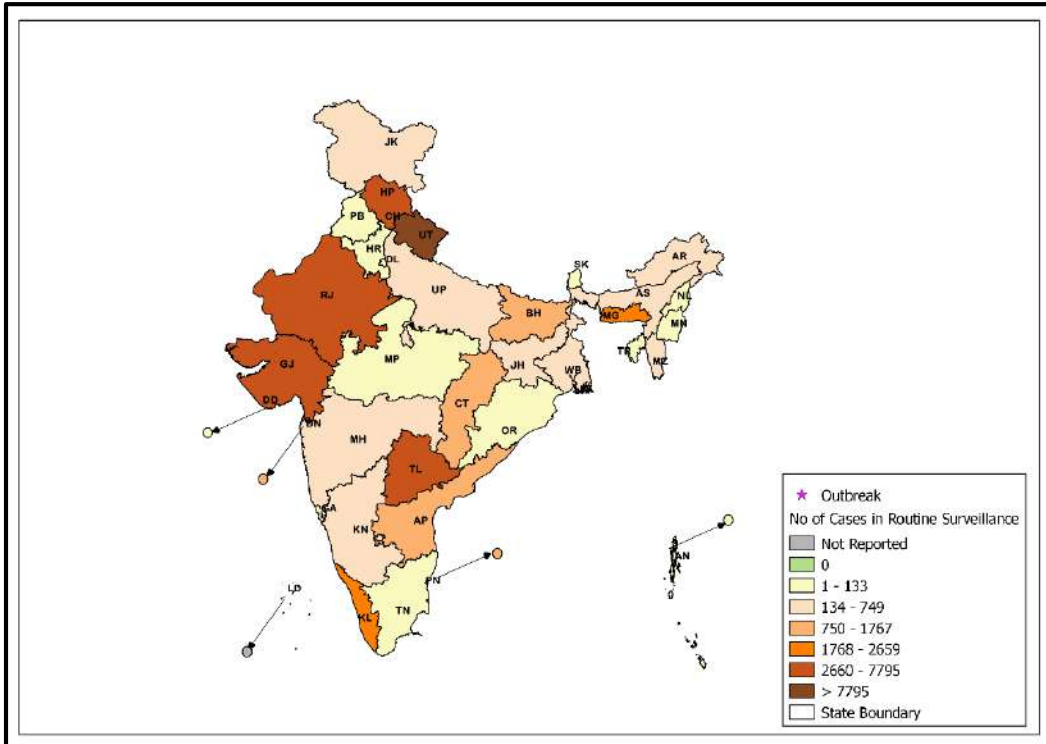 JK
HP
CH
PB
UT
HR
DL
SK
AR
RJ
UP
AS
NL
BH
MG
MN
GJ
MP
TR
JH
WB
MZ
DD
CT
DN
OR
MH
TL
GA
KN
AP
AN
PN
LD
TN
KL
Outbreak
No of Cases in Routine Surveillance
Not Reported
0
1 - 133
134 - 749
750 - 1767
1768 - 2659
2660 - 7795
> 7795
State Boundary